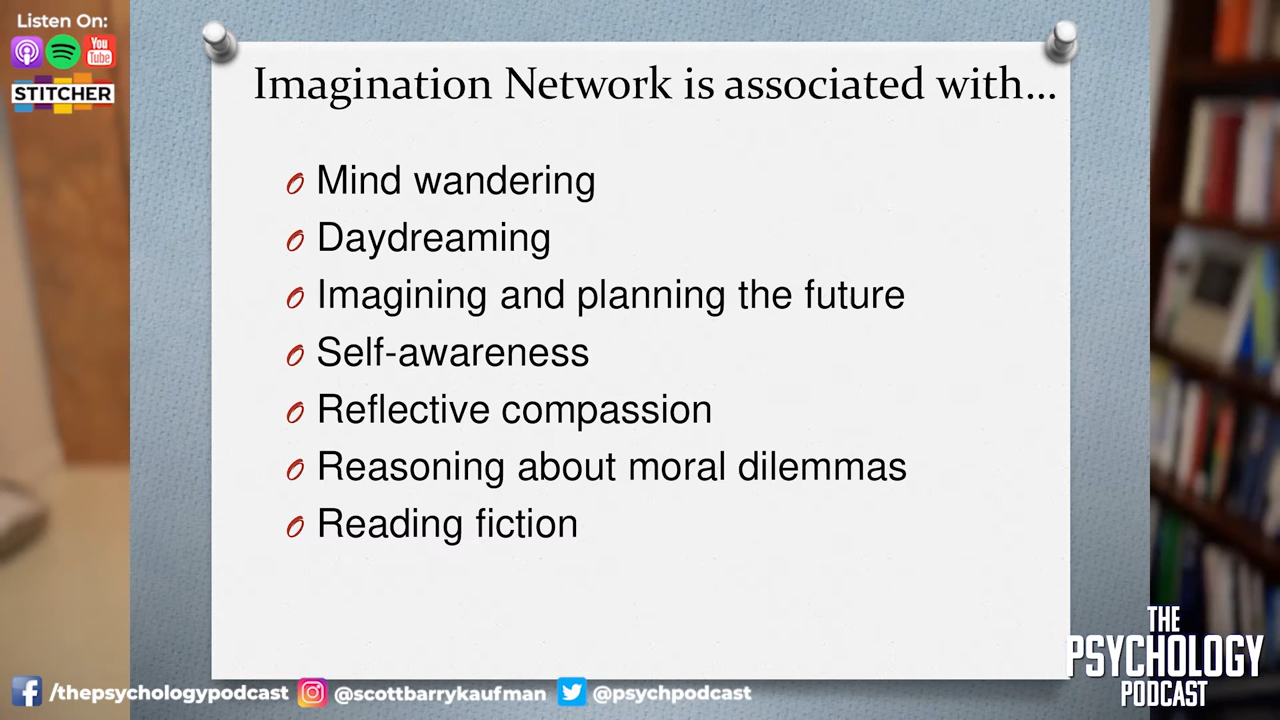 Listen On:
You
Tube
STITCHER
Imagination Network is associated with...
Mind wandering
Daydreaming
Imagining and planning the future
Self-awareness
Reflective compassion
Reasoning about moral dilemmas
Reading fiction
THE
PSYCHOLOGY
PODCAST
/thepsychologypodcast @scottbarrykaufman @psychpodcast